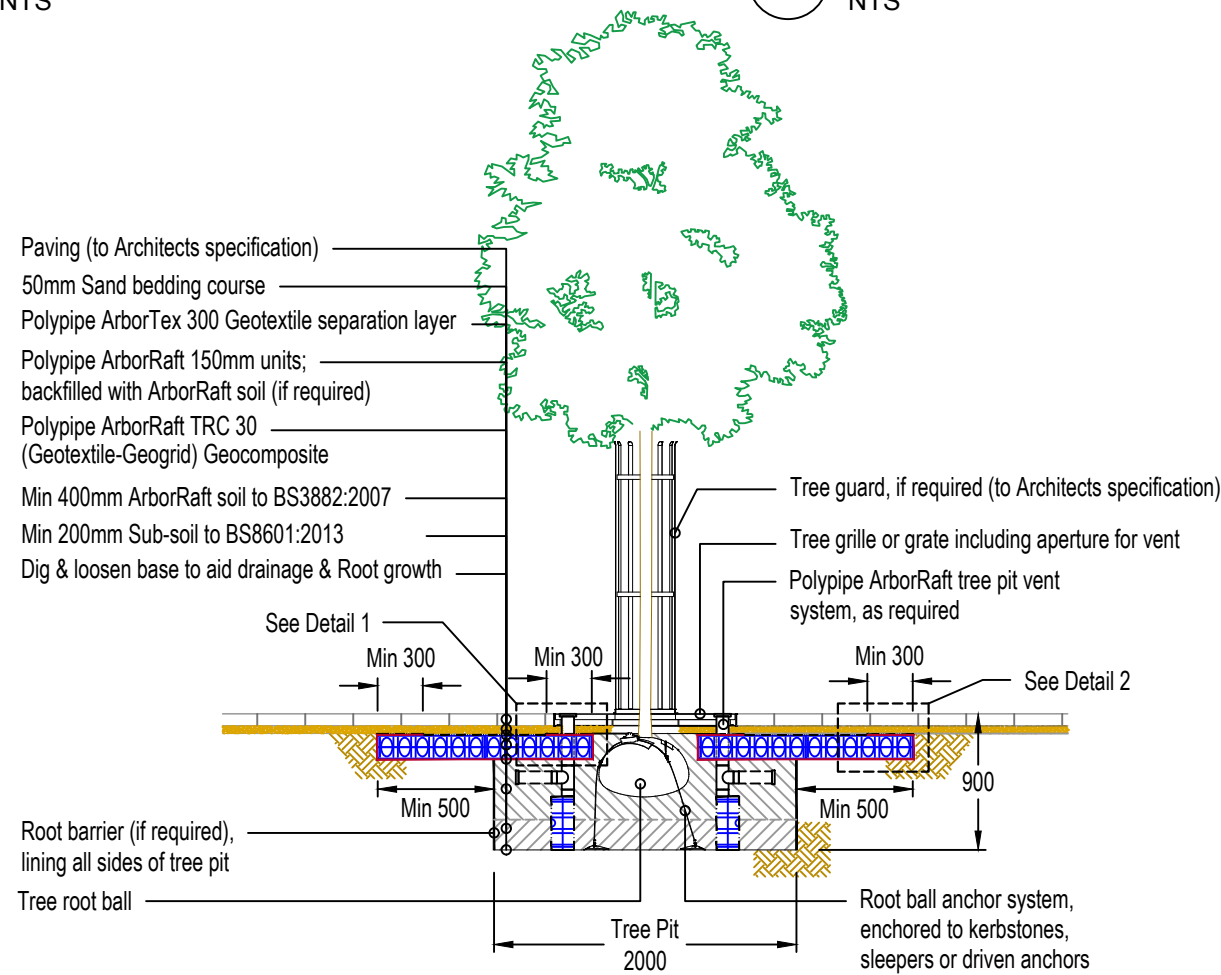 NTS
NTS
Paving (to Architects specification)
50mm Sand bedding course
Polypipe ArborTex 300 Geotextile separation layer
Polypipe ArborRaft 150mm units;
backfilled with ArborRaft soil (if required)
Polypipe ArborRaft TRC 30
(Geotextile-Geogrid) Geocomposite
Min 400mm ArborRaft soil to BS3882:2007
Min 200mm Sub-soil to BS8601:2013
Dig & loosen base to aid drainage & Root growth
Tree guard, if required (to Architects specification)
Tree grille or grate including aperture for vent
Polypipe ArborRaft tree pit vent
system, as required
See Detail 1
Min 300
Min 300
Min 300
See Detail 2
900
Min 500
Min 500
Root barrier (if required),
lining all sides of tree pit
Tree root ball
Tree Pit
2000
Root ball anchor system,
enchored to kerbstones,
sleepers or driven anchors